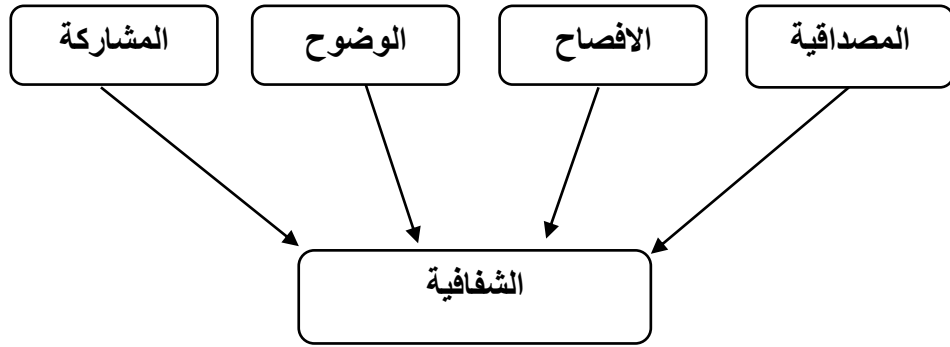 المصداقية
الافصاح
الوضوح
المشاركة
الشفافية